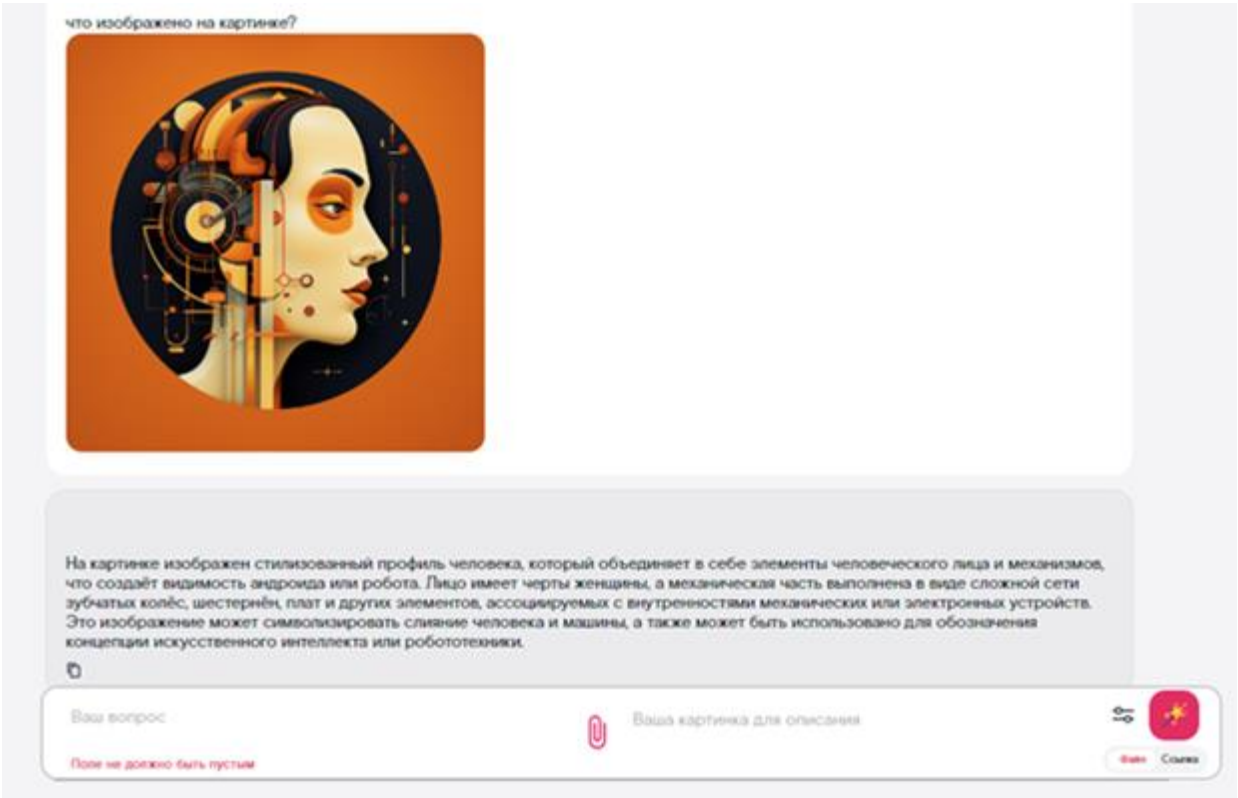 что изображено на картинке?
На картинке изображен стилизованный профиль человека, который объединяет в себе элементы человеческого лица и механизмов,
что создаёт видимость андроида или робота. Лицо имеет черты женщины, а механическая часть выполнена в виде сложной сети
зубчатых колёс, шестернён, плат и других элементов, ассоциируемых с внутренностями механических или электронных устройств.
Это изображение может символизировать слияние человека и машины, а также может быть использовано для обозначения
концепции искусственного интеллекта или робототехники.
Ваш вопрос
Ваша картинка для описания
Поле не должно быть пустым
Файл Ссылка